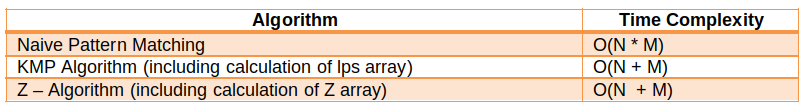 Algorithm Time Complexity
Naive Pattern Matching O(N * M)
KMP Algorithm (including calculation of lps array) O(N + M)
Z – Algorithm (including calculation of Z array) O(N + M)